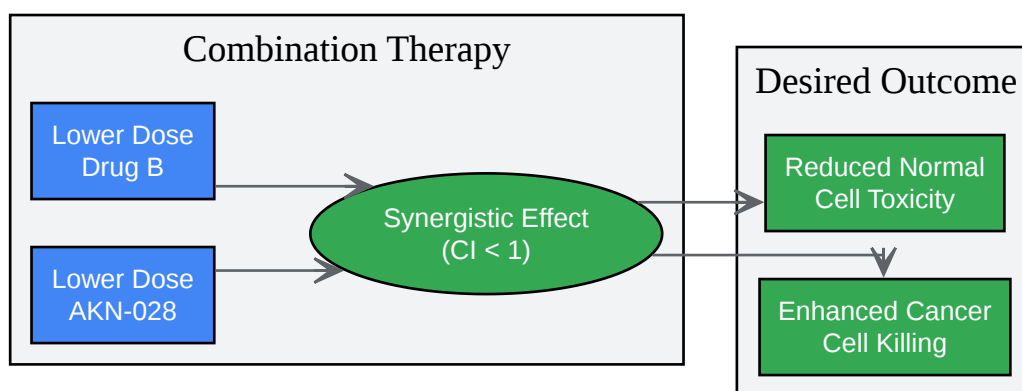 Combination Therapy
Lower Dose
Drug B
Lower Dose
AKN-028
Synergistic Effect
(CI < 1)
Desired Outcome
Reduced Normal
Cell Toxicity
Enhanced Cancer
Cell Killing